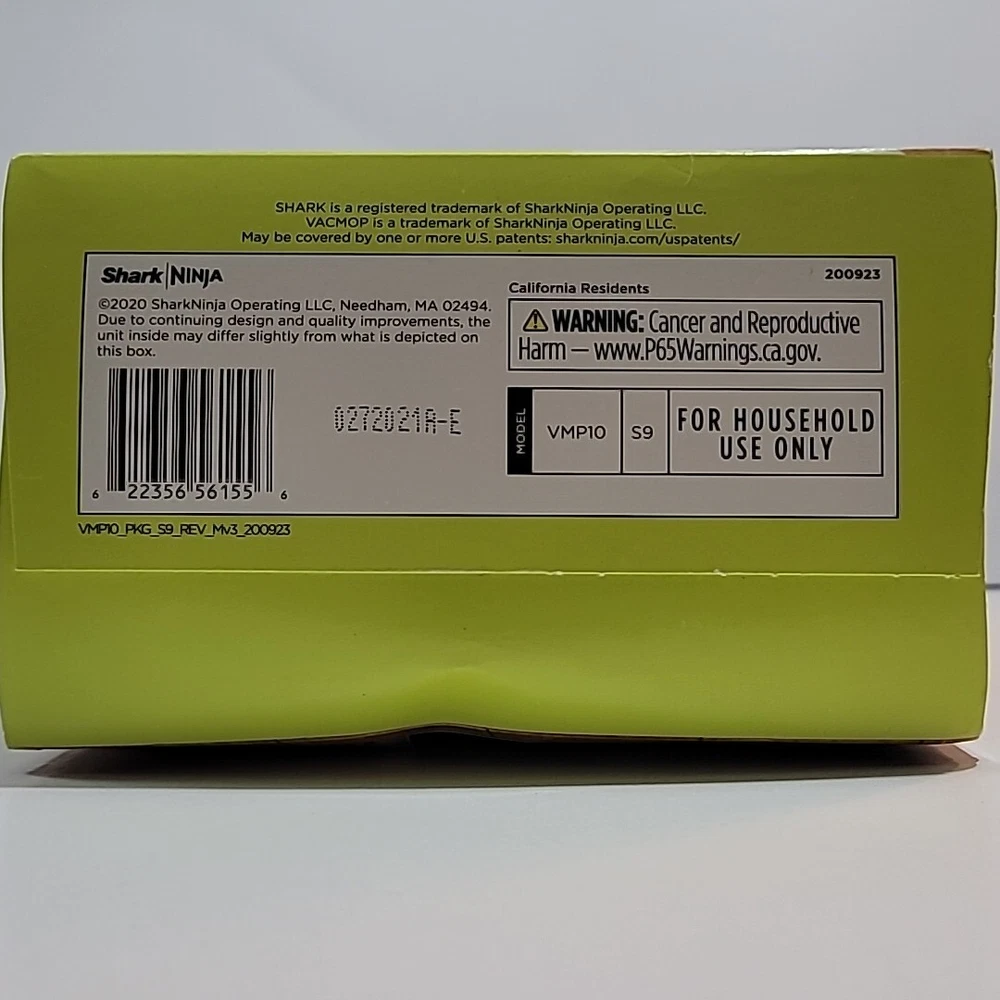 SHARK is a registered trademark of SharkNinja Operating LLC.
VACMOP is a trademark of SharkNinja Operating LLC.
May be covered by one or more U.S. patents: sharkninja.com/uspatents/
Shark|NINJA
200923
©2020 SharkNinja Operating LLC, Needham, MA 02494.
Due to continuing design and quality improvements, the
unit inside may differ slightly from what is depicted on
this box.
California Residents
⚠ WARNING: Cancer and Reproductive
Harm — www.P65Warnings.ca.gov.
0272021A-E
MODEL
VMP10
S9
FOR HOUSEHOLD
USE ONLY
6 22356 56155 6
VMP10_PKG_S9_REV_Mv3_200923